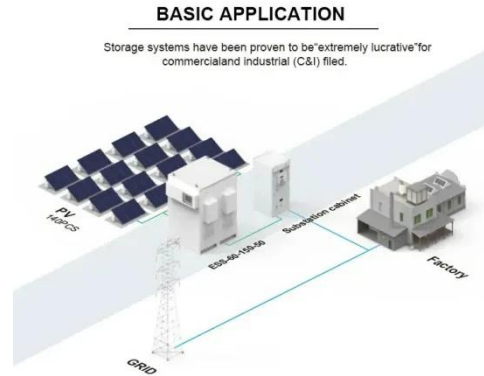 BASIC APPLICATION
Storage systems have been proven to be"extremely lucrative"for
commercialand industrial (C&I) filed.
PV
140PCS
ESS-60-150-50
Substation cabinet
Factory
GRID